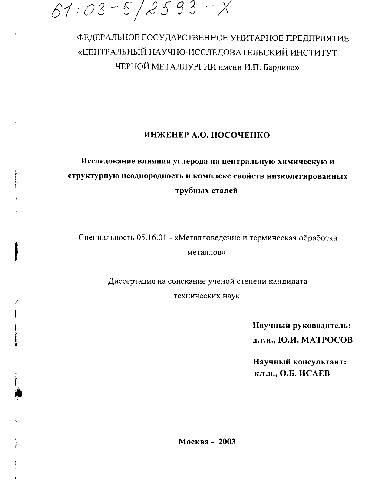 61:03-5/2593-X
ФЕДЕРАЛЬНОЕ ГОСУДАРСТВЕННОЕ УНИТАРНОЕ ПРЕДПРИЯТИЕ
«ЦЕНТРАЛЬНЫЙ НАУЧНО-ИССЛЕДОВАТЕЛЬСКИЙ ИНСТИТУТ
ЧЕРНОЙ МЕТАЛЛУРГИИ имени И.П. Бардина»
ИНЖЕНЕР А.О. НОСОЧЕНКО
Исследование влияния углерода на центральную химическую и
структурную неоднородность и комплекс свойств низколегированных
трубных сталей
Специальность 05.16.01 - «Металловедение и термическая обработка
металлов»
Диссертация на соискание ученой степени кандидата
технических наук
Научный руководитель:
д.т.н., Ю.И. МАТРОСОВ
Научный консультант:
к.т.н., О.Б. ИСАЕВ
Москва - 2003